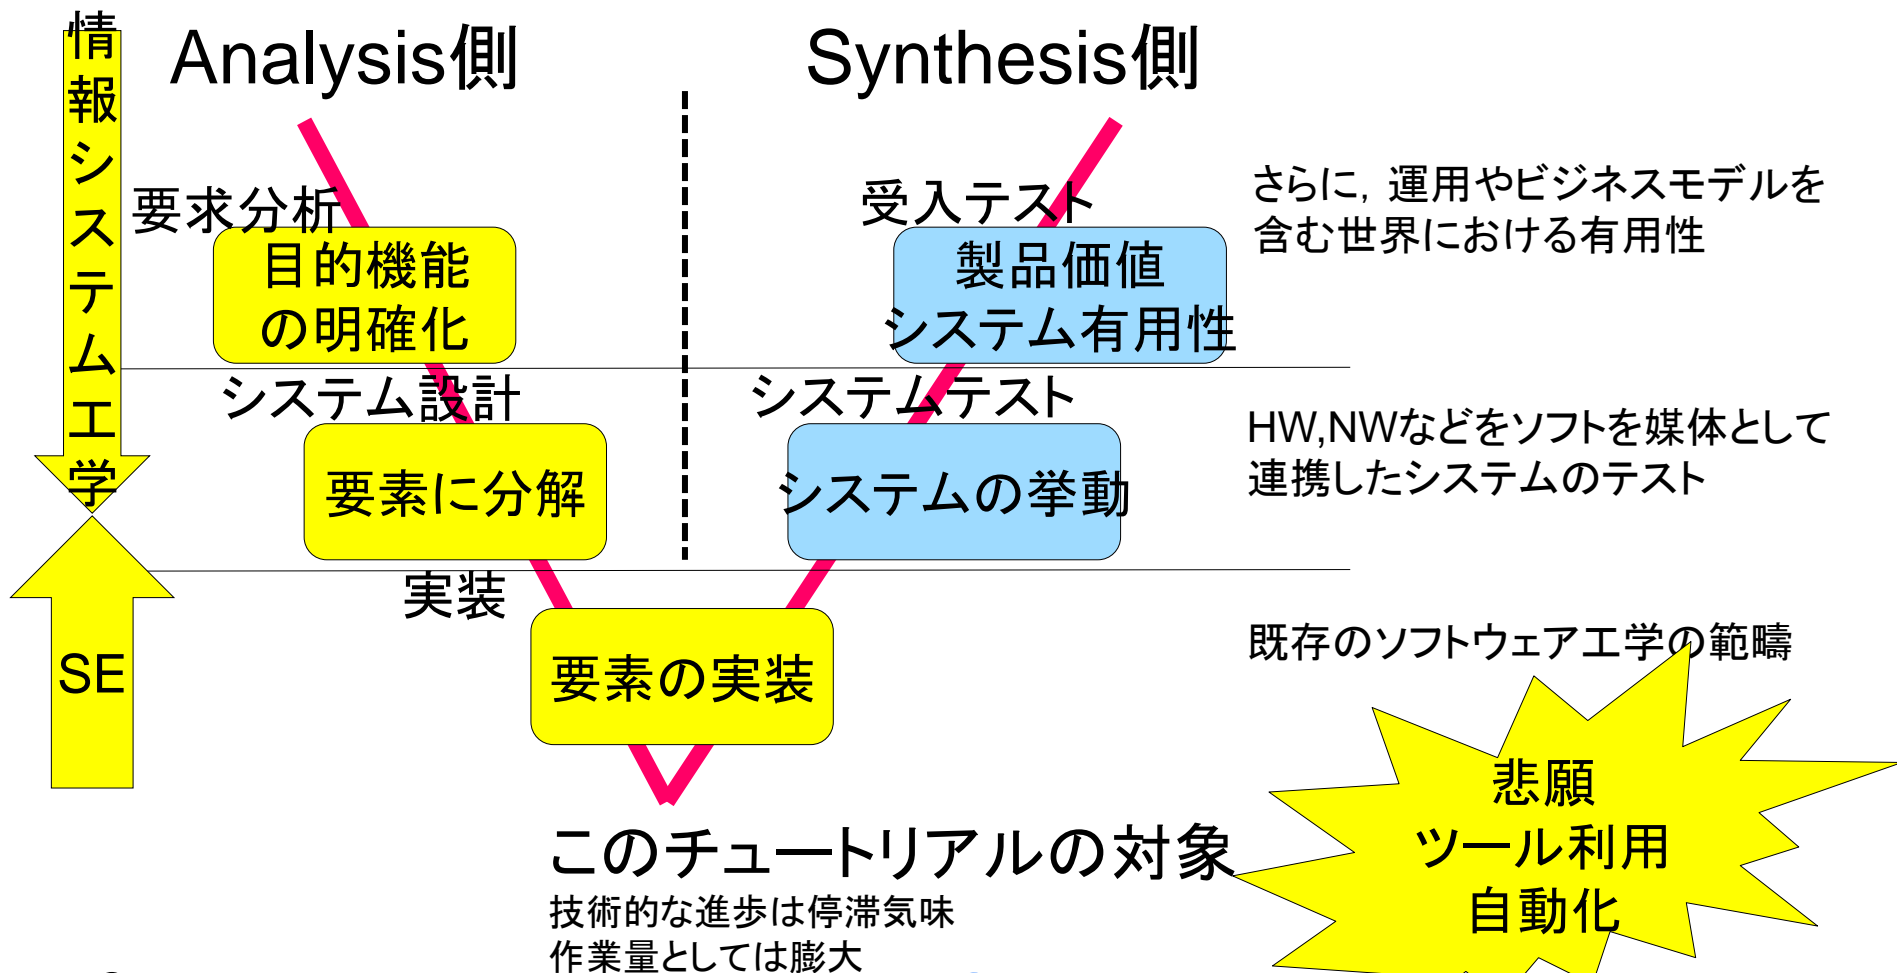 情報システム工学
Analysis側
Synthesis側
要求分析
目的機能
の明確化
受入テスト
製品価値
システム有用性
さらに, 運用やビジネスモデルを
含む世界における有用性
システム設計
要素に分解
システムテスト
システムの挙動
HW,NWなどをソフトを媒体として
連携したシステムのテスト
SE
実装
要素の実装
既存のソフトウェア工学の範疇
このチュートリアルの対象
技術的な進歩は停滞気味
作業量としては膨大
悲願
ツール利用
自動化